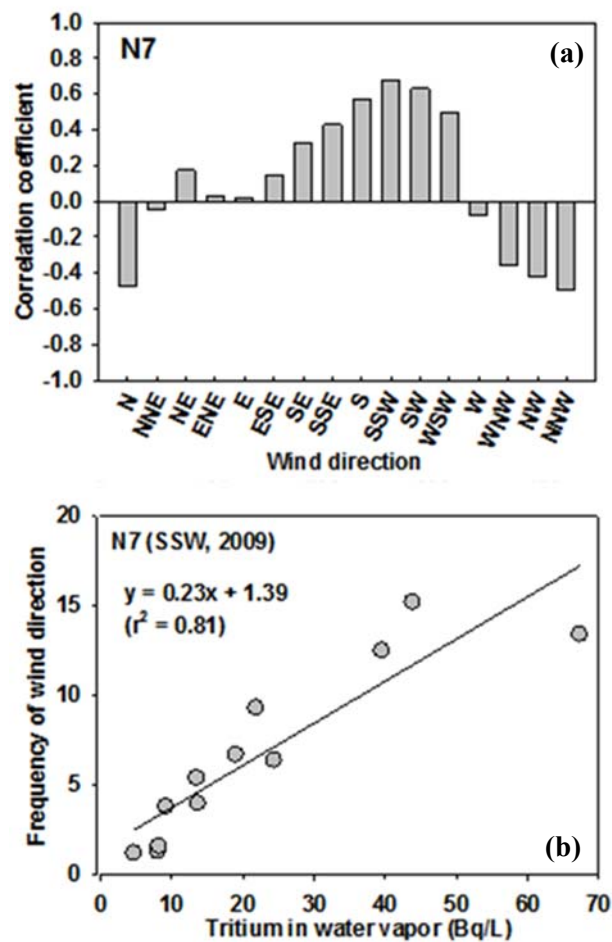 N7
(a)
Correlation coefficient
1.0
0.8
0.6
0.4
0.2
0.0
-0.2
-0.4
-0.6
-0.8
-1.0
N NNE NE ENE E ESE SE SSE S SSW SW WSW W WNW NW NNW
Wind direction
N7 (SSW, 2009)
y = 0.23x + 1.39
(r² = 0.81)
Frequency of wind direction
20
15
10
5
0
(b)
0 10 20 30 40 50 60 70
Tritium in water vapor (Bq/L)